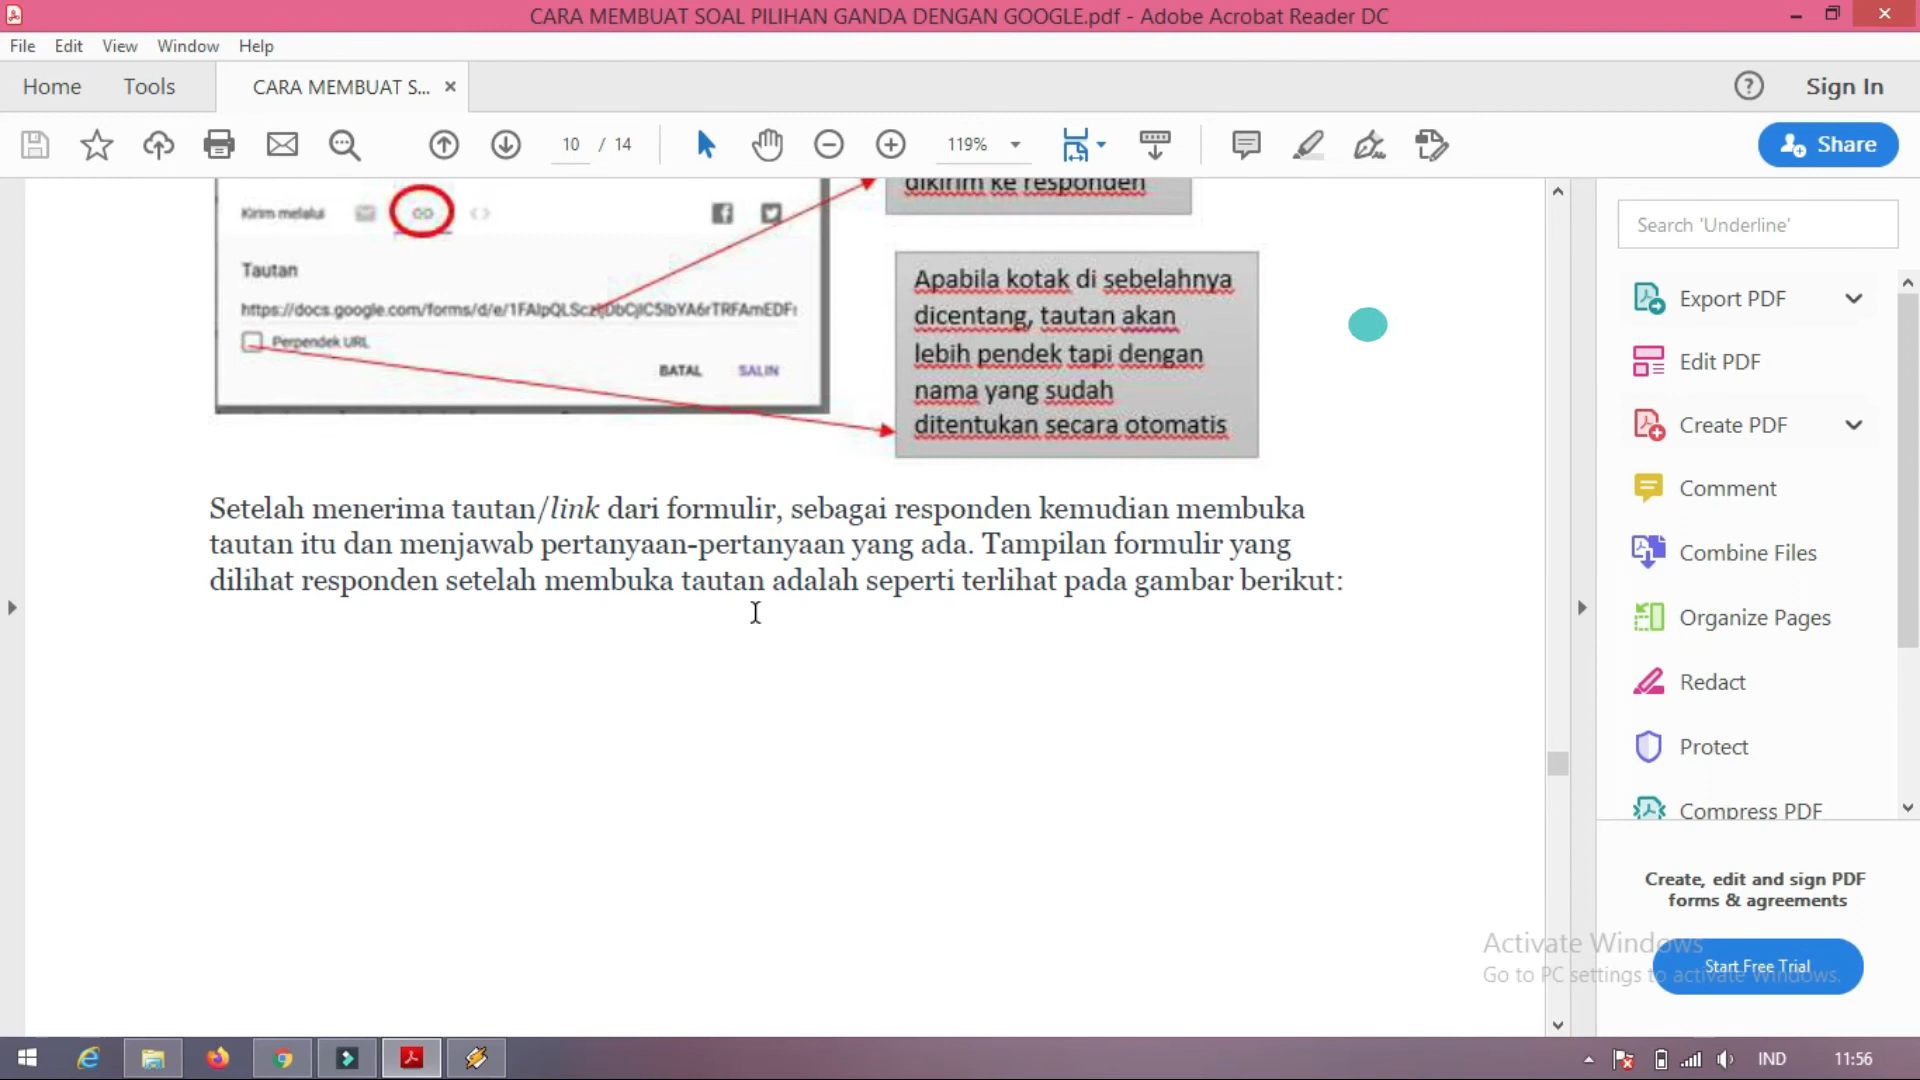 CARA MEMBUAT SOAL PILIHAN GANDA DENGAN GOOGLE.pdf - Adobe Acrobat Reader DC
File Edit View Window Help
Home Tools CARA MEMBUAT S... Sign In
10 / 14 119% Share
dikirim ke responden
Kirim melalui
Tautan
https://docs.google.com/forms/d/e/
Perpendek URL
BATAL SALIN
Apabila kotak di sebelahnya
dicentang, tautan akan
lebih pendek tapi dengan
nama yang sudah
ditentukan secara otomatis
Setelah menerima tautan/link dari formulir, sebagai responden kemudian membuka
tautan itu dan menjawab pertanyaan-pertanyaan yang ada. Tampilan formulir yang
dilihat responden setelah membuka tautan adalah seperti terlihat pada gambar berikut:
Search 'Underline'
Export PDF
Edit PDF
Create PDF
Comment
Combine Files
Organize Pages
Redact
Protect
Compress PDF
Create, edit and sign PDF
forms & agreements
Start Free Trial
Activate Windows
Go to PC settings to activate Windows.
IND 11:56